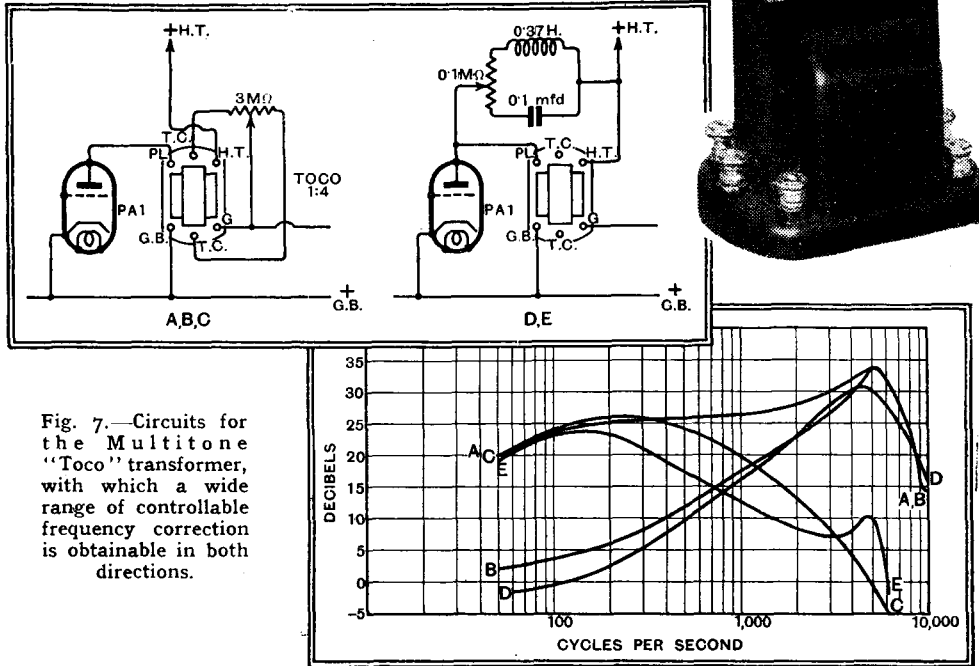 +H.T.
3MΩ
T.C.
PL.
H.T.
TOCO
1:4
PA1
G
G.B.
T.C.
+
G.B.
A,B,C
0·37H.
+H.T.
0·1MΩ
0·1 mfd
T.C.
PL
H.T.
PA1
G
G.B.
T.C.
+
G.B.
D,E
Fig. 7.—Circuits for
the Multitone
“Toco” transformer,
with which a wide
range of controllable
frequency correction
is obtainable in both
directions.
DECIBELS
35
30
25
20
15
10
5
0
-5
A C
E
B
D
D
A,B
E
C
100
1,000
10,000
CYCLES PER SECOND